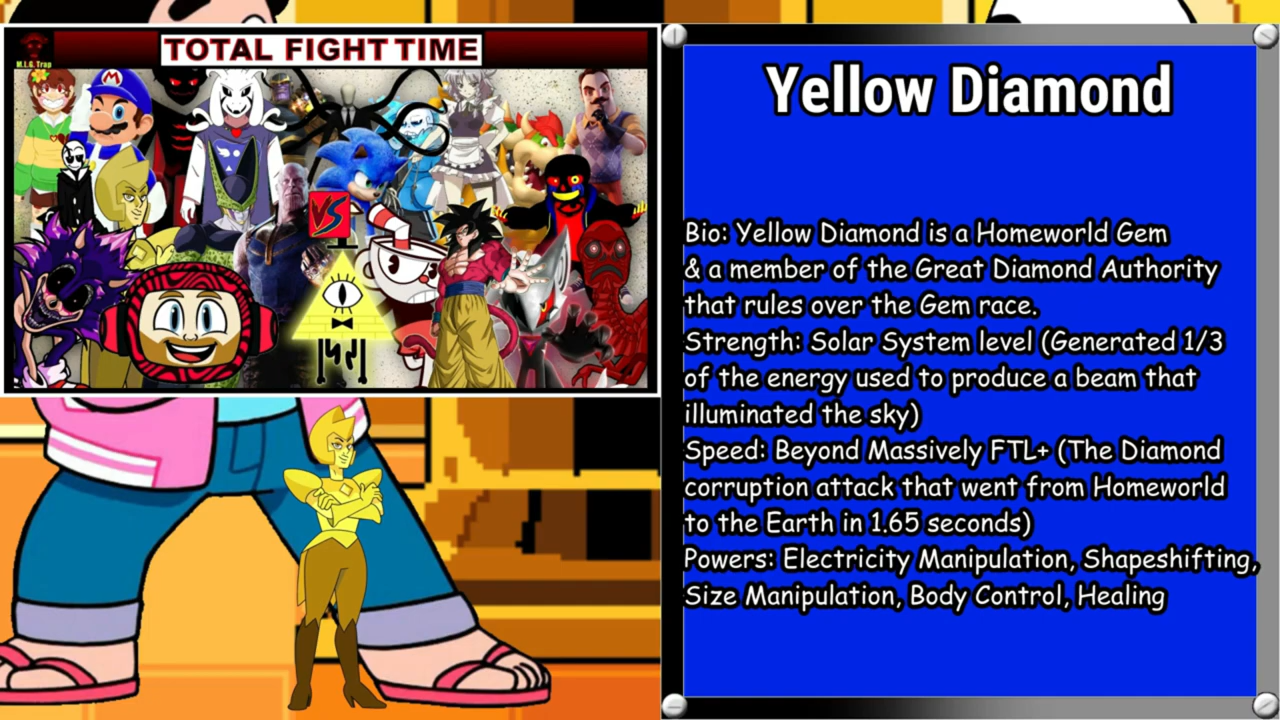 TOTAL FIGHT TIME
M.I.G. Trap
M
VS
Yellow Diamond
Bio: Yellow Diamond is a Homeworld Gem
& a member of the Great Diamond Authority
that rules over the Gem race.
Strength: Solar System level (Generated 1/3
of the energy used to produce a beam that
illuminated the sky)
Speed: Beyond Massively FTL+ (The Diamond
corruption attack that went from Homeworld
to the Earth in 1.65 seconds)
Powers: Electricity Manipulation, Shapeshifting,
Size Manipulation, Body Control, Healing